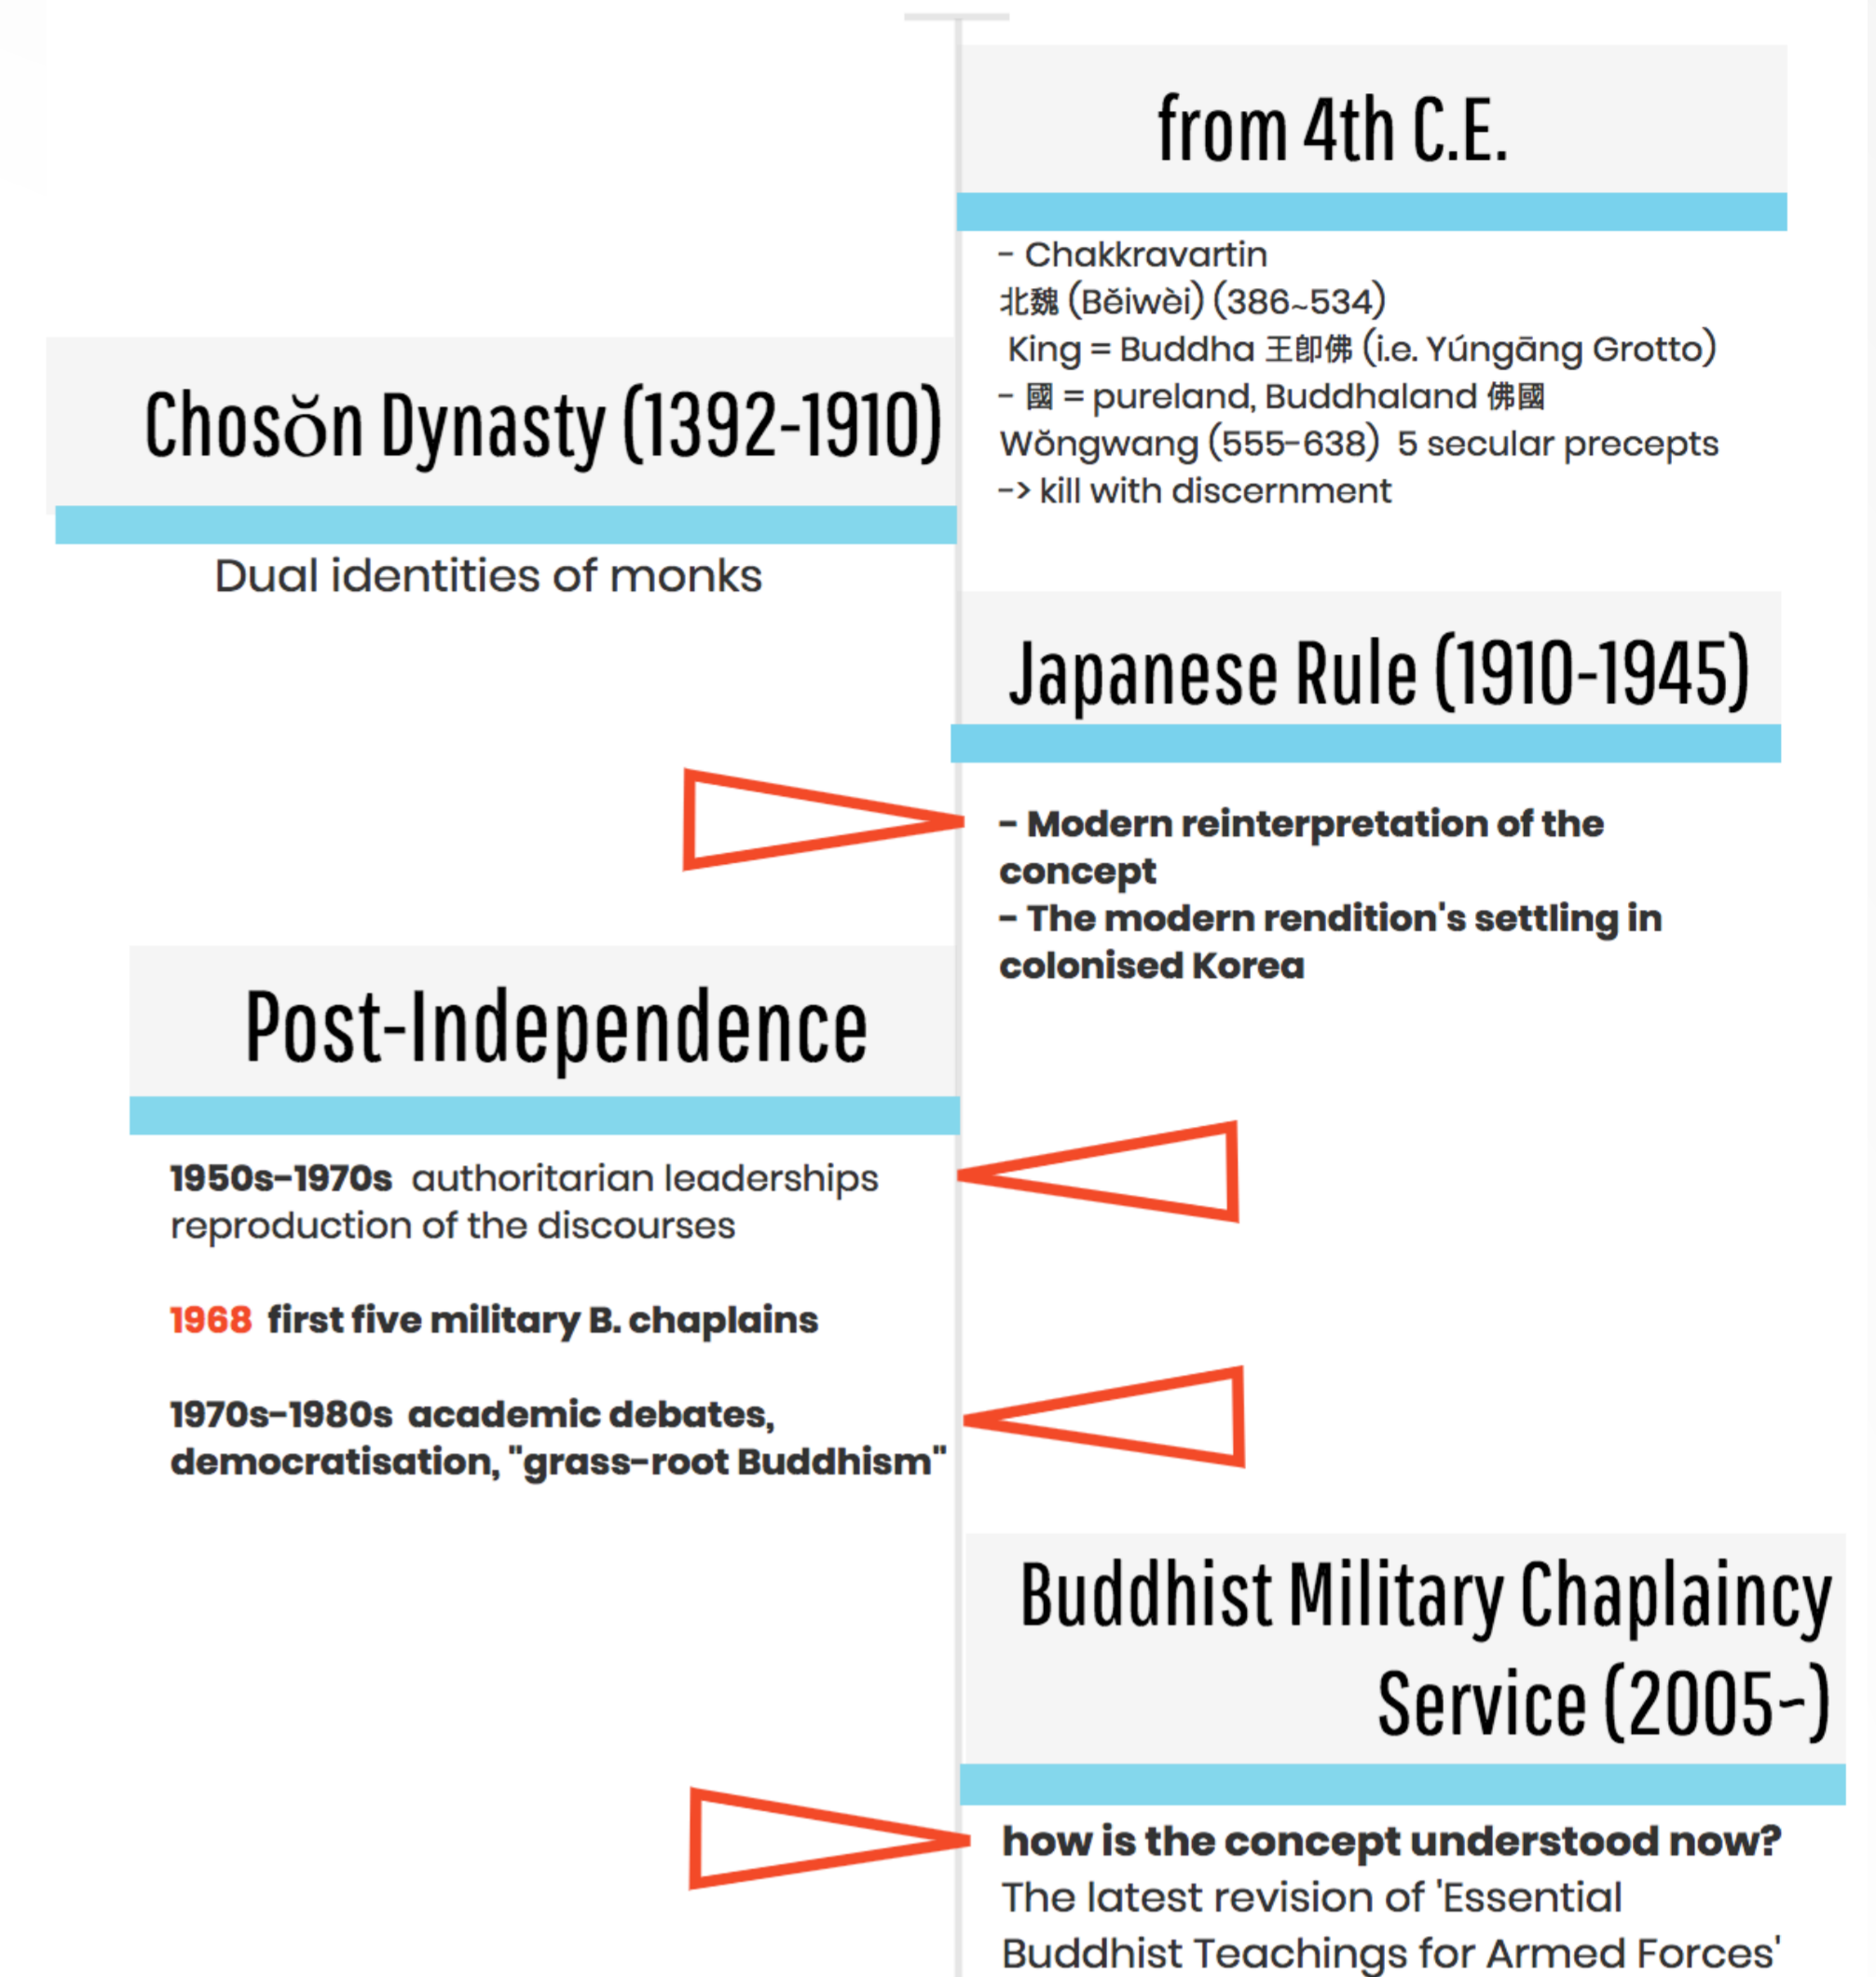 from 4th C.E.
- Chakkravartin
北魏 (Běiwèi) (386~534)
King = Buddha 王卽佛 (i.e. Yúngāng Grotto)
- 國 = pureland, Buddhaland 佛國
Wŏngwang (555-638) 5 secular precepts
-> kill with discernment
Chosŏn Dynasty (1392-1910)
Dual identities of monks
Japanese Rule (1910-1945)
- Modern reinterpretation of the
concept
- The modern rendition's settling in
colonised Korea
Post-Independence
1950s-1970s authoritarian leaderships
reproduction of the discourses
1968 first five military B. chaplains
1970s-1980s academic debates,
democratisation, "grass-root Buddhism"
Buddhist Military Chaplaincy
Service (2005~)
how is the concept understood now?
The latest revision of 'Essential
Buddhist Teachings for Armed Forces'